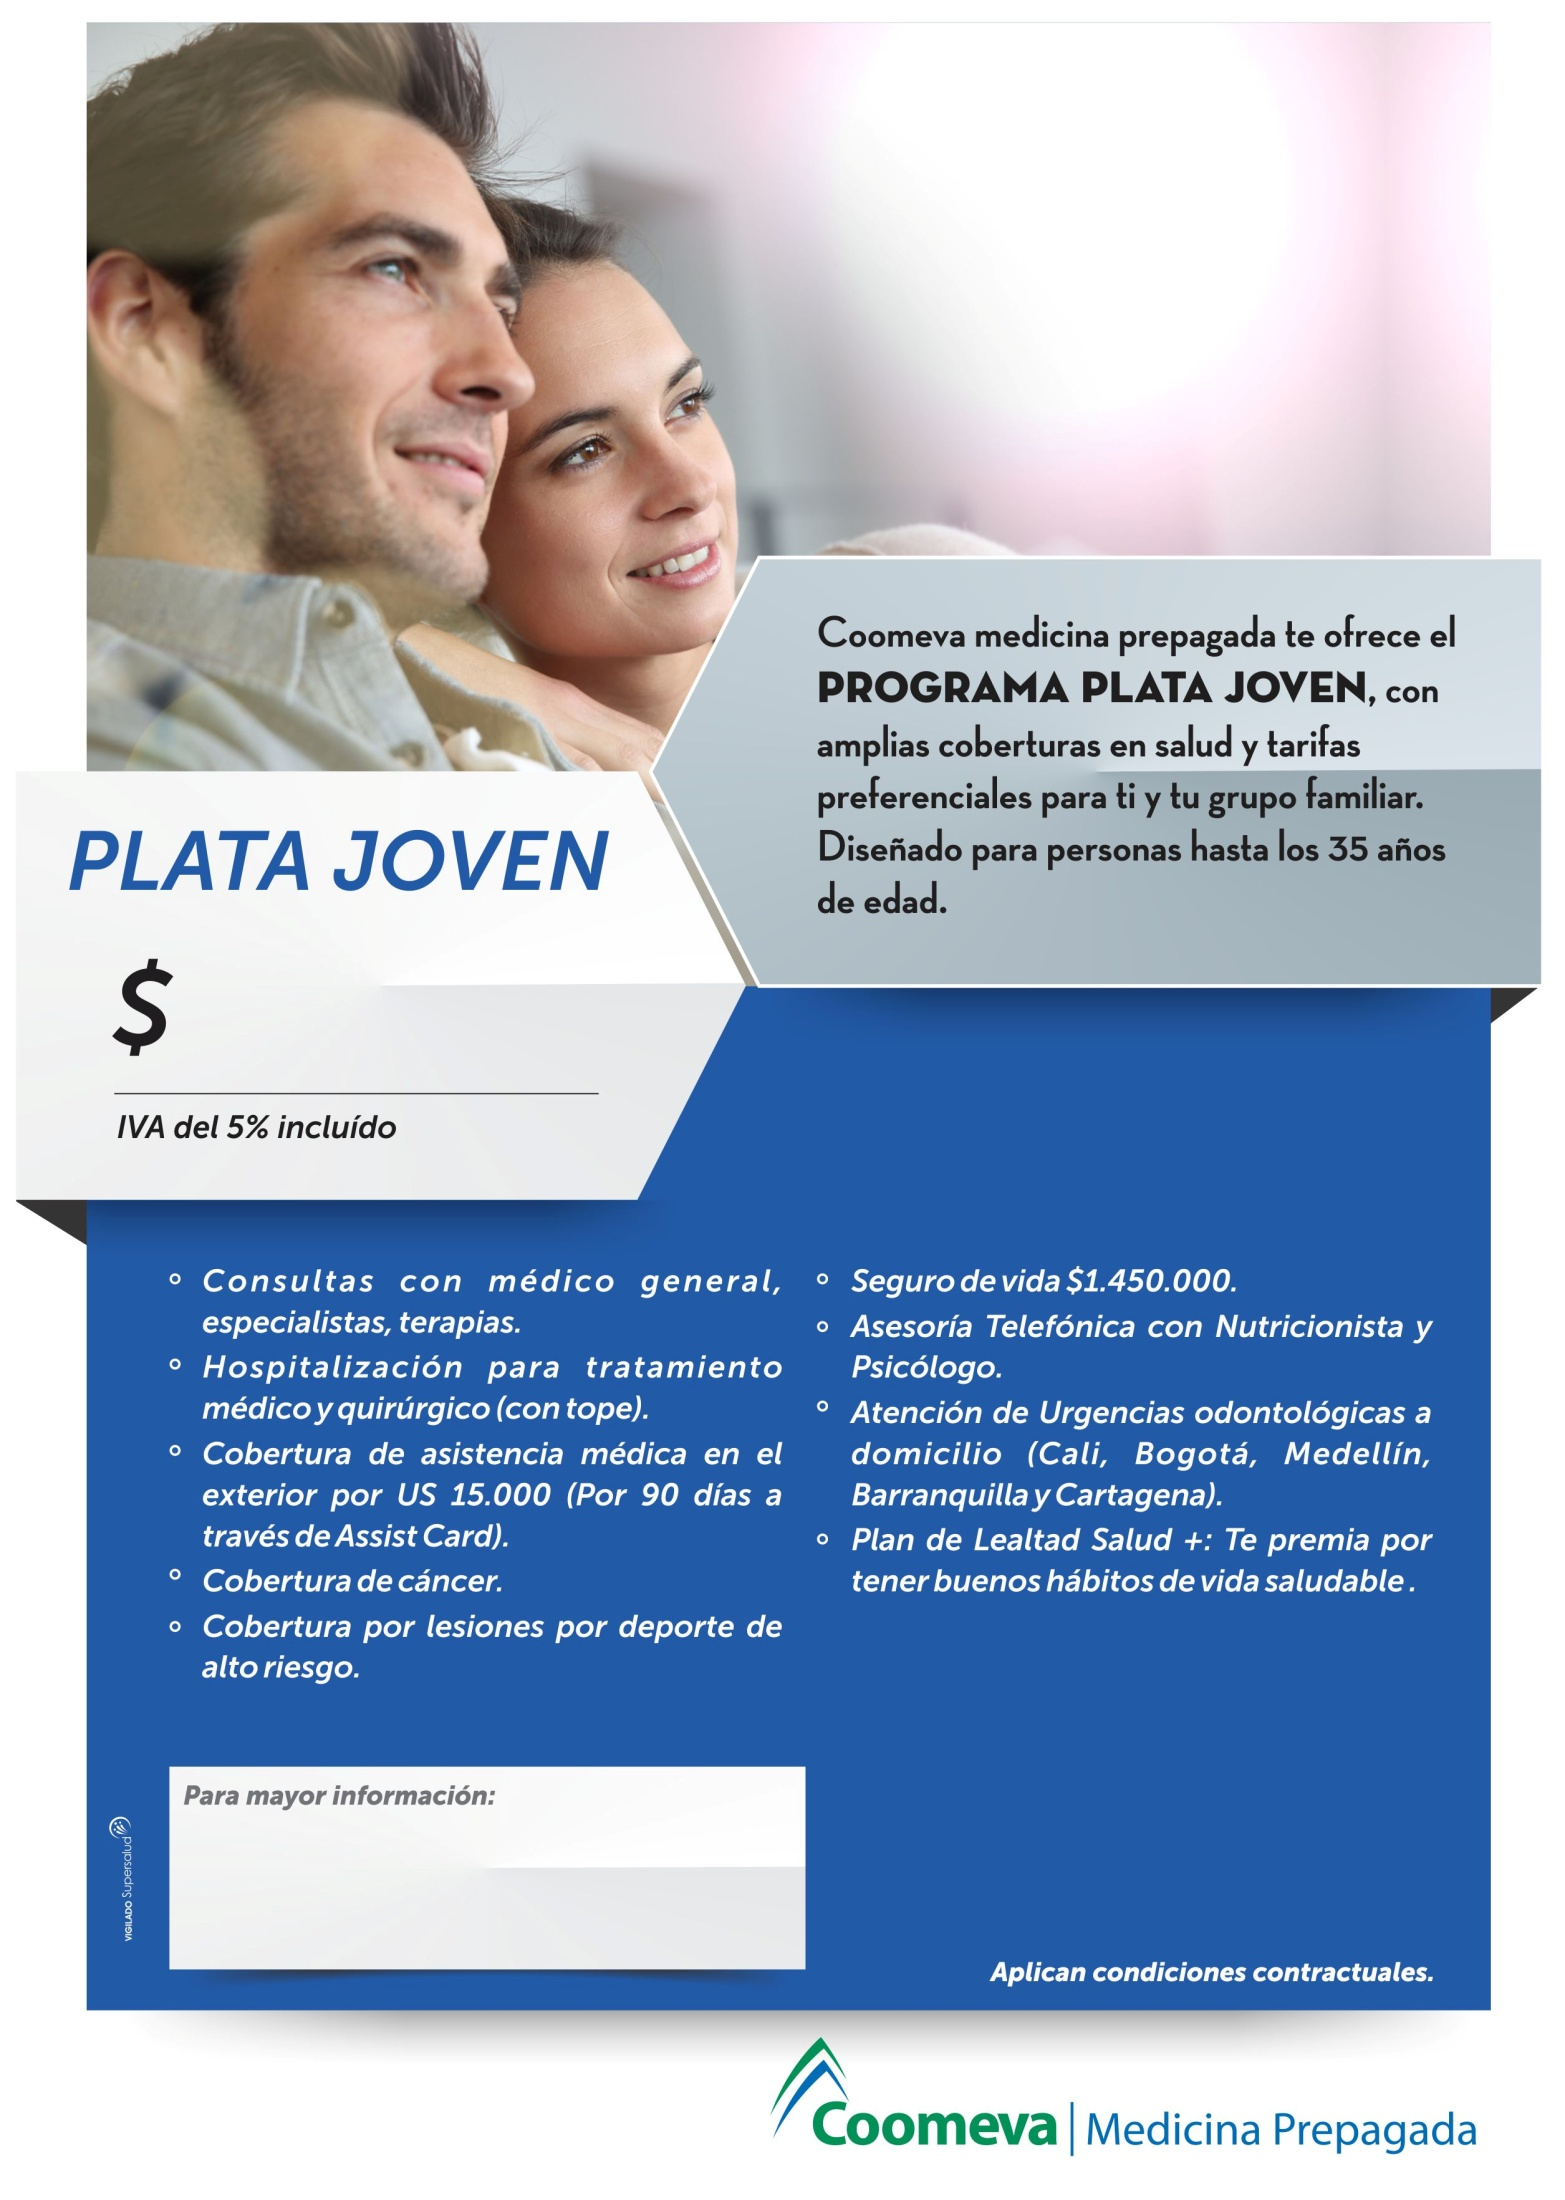 Coomeva medicina prepagada te ofrece el
PROGRAMA PLATA JOVEN, con
amplias coberturas en salud y tarifas
preferenciales para ti y tu grupo familiar.
Diseñado para personas hasta los 35 años
de edad.
PLATA JOVEN
$
IVA del 5% incluído
Consultas con médico general,
especialistas, terapias.
Hospitalización para tratamiento
médico y quirúrgico (con tope).
Cobertura de asistencia médica en el
exterior por US 15.000 (Por 90 días a
través de Assist Card).
Cobertura de cáncer.
Cobertura por lesiones por deporte de
alto riesgo.
Seguro de vida $1.450.000.
Asesoría Telefónica con Nutricionista y
Psicólogo.
Atención de Urgencias odontológicas a
domicilio (Cali, Bogotá, Medellín,
Barranquilla y Cartagena).
Plan de Lealtad Salud +: Te premia por
tener buenos hábitos de vida saludable .
Para mayor información:
VIGILADO Supersalud
Aplican condiciones contractuales.
Coomeva | Medicina Prepagada